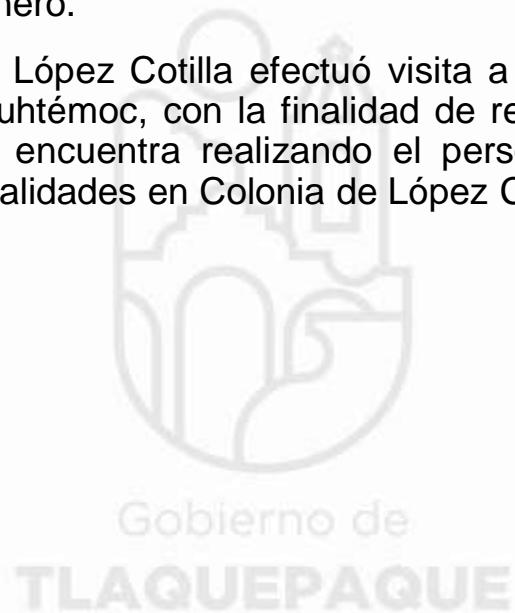 nero.
López Cotilla efectuó visita a
uhtémoc, con la finalidad de re
encuentra realizando el pers
alidades en Colonia de López C
Gobierno de
TLAQUEPAQUE